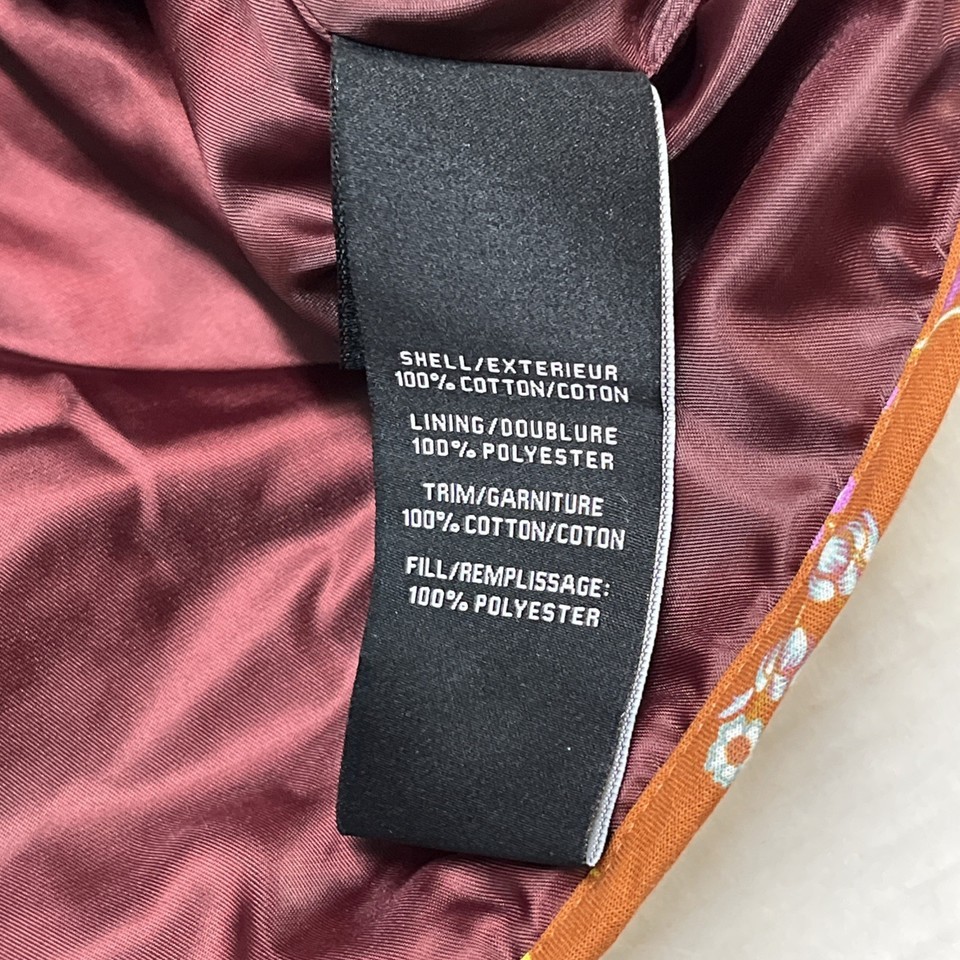 SHELL/EXTERIEUR
100% COTTON/COTON
LINING/DOUBLURE
100% POLYESTER
TRIM/GARNITURE
100% COTTON/COTON
FILL/REMPLISSAGE:
100% POLYESTER